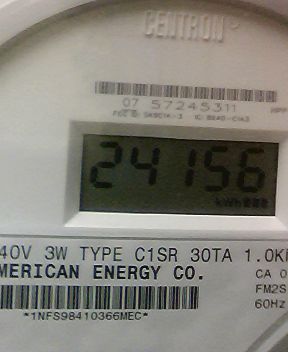 CENTRON
07 57245311
24156
kWh
40V 3W TYPE C1SR 30TA 1.0K
MERICAN ENERGY CO.
CA 0
FM2S
60Hz
*1NFS98410366MEC*